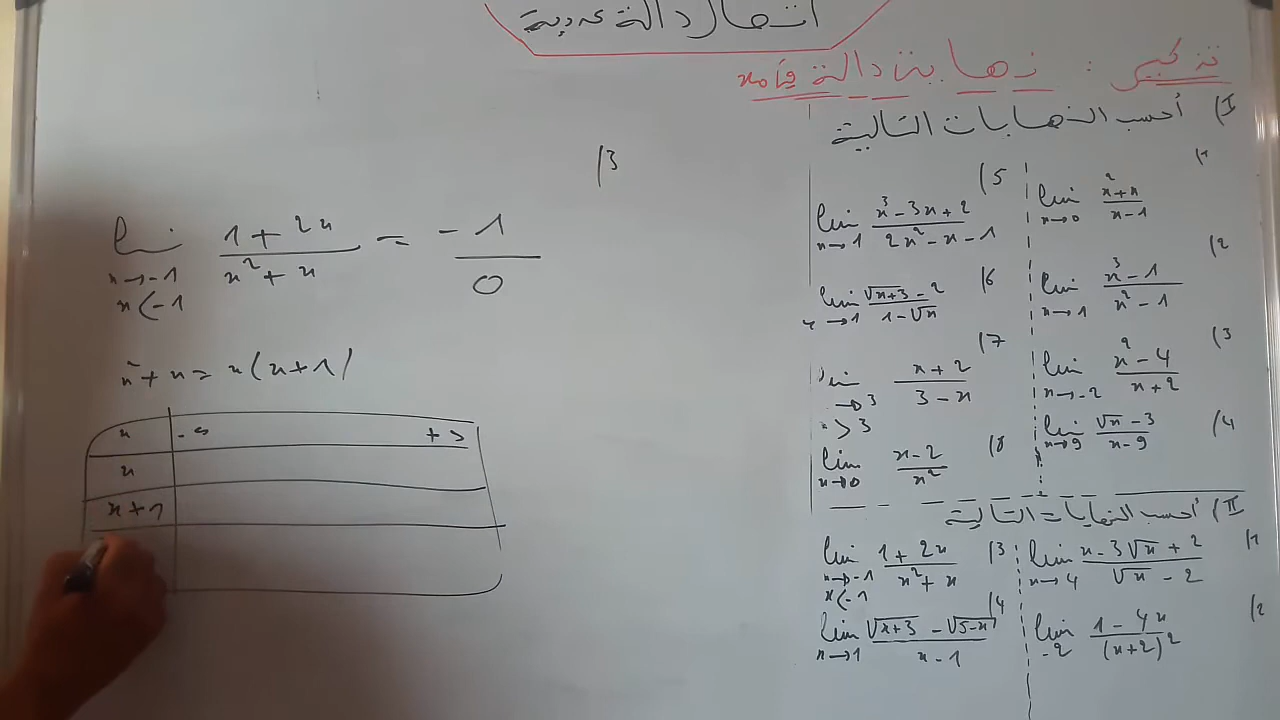 اتصال دالة عددية
تذكير : نهاية دالة في x₀
I) أحسب النهايات التالية
1) lim x→0 (x²+x)/(x-1)
2) lim x→1 (x³-1)/(x²-1)
3) lim x→-2 (x²-4)/(x+2)
4) lim x→9 (√x-3)/(x-9)
5) lim x→1 (x³-3x+2)/(2x²-x-1)
6) lim x→1 (√(x+3)-2)/(1-√x)
7) lim x→3 x>3 (x+2)/(3-x)
8) lim x→0 (x-2)/x²
II) أحسب النهايات التالية
1) lim x→4 (x-3√x+2)/(√x-2)
2) lim -2 (1-4x)/(x+2)²
3) lim x→-1 x<-1 (1+2x)/(x²+x)
4) lim x→1 (√(x+3)-√(5-x))/(x-1)
3)
lim x→-1 x<-1 (1+2x)/(x²+x) = -1/0
x²+x = x(x+1)
x -∞ +∞
x
x+1